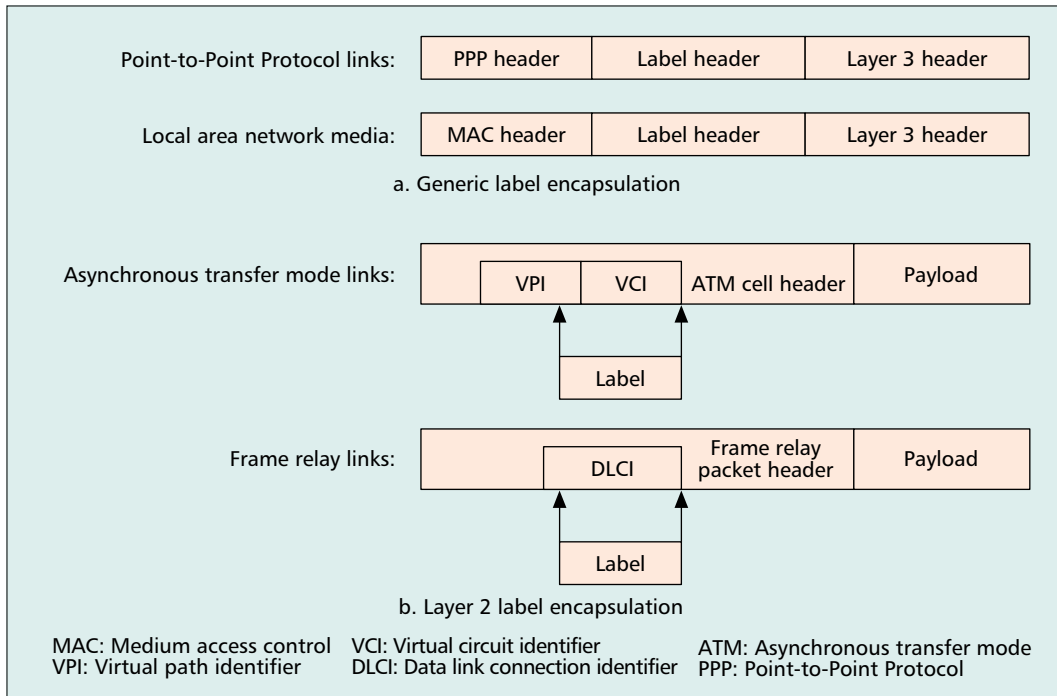 Point-to-Point Protocol links: PPP header Label header Layer 3 header
Local area network media: MAC header Label header Layer 3 header
a. Generic label encapsulation
Asynchronous transfer mode links: VPI VCI ATM cell header Payload
Label
Frame relay links: DLCI Frame relay packet header Payload
Label
b. Layer 2 label encapsulation
MAC: Medium access control VCI: Virtual circuit identifier ATM: Asynchronous transfer mode
VPI: Virtual path identifier DLCI: Data link connection identifier PPP: Point-to-Point Protocol